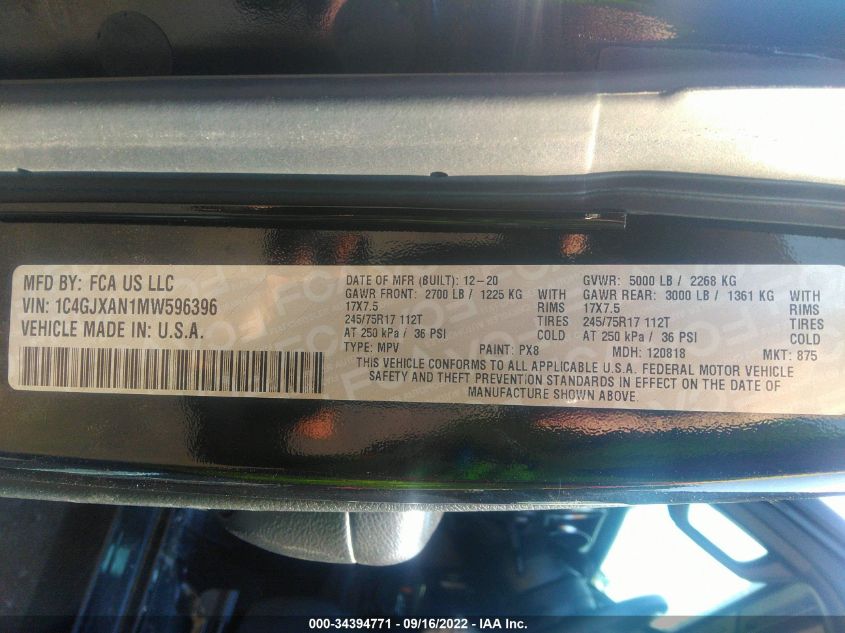 MFD BY: FCA US LLC
VIN: 1C4GJXAN1MW596396
VEHICLE MADE IN: U.S.A.
DATE OF MFR (BUILT): 12-20 GVWR: 5000 LB / 2268 KG
GAWR FRONT: 2700 LB / 1225 KG GAWR REAR: 3000 LB / 1361 KG
17X7.5 RIMS 17X7.5
245/75R17 112T TIRES 245/75R17 112T TIRES
AT 250 kPa / 36 PSI COLD AT 250 kPa / 36 PSI COLD
TYPE: MPV PAINT: PX8 MDH: 120818 MKT: 875
THIS VEHICLE CONFORMS TO ALL APPLICABLE U.S.A. FEDERAL MOTOR VEHICLE
SAFETY AND THEFT PREVENTION STANDARDS IN EFFECT ON THE DATE OF
MANUFACTURE SHOWN ABOVE.
000-34394771 - 09/16/2022 - IAA Inc.